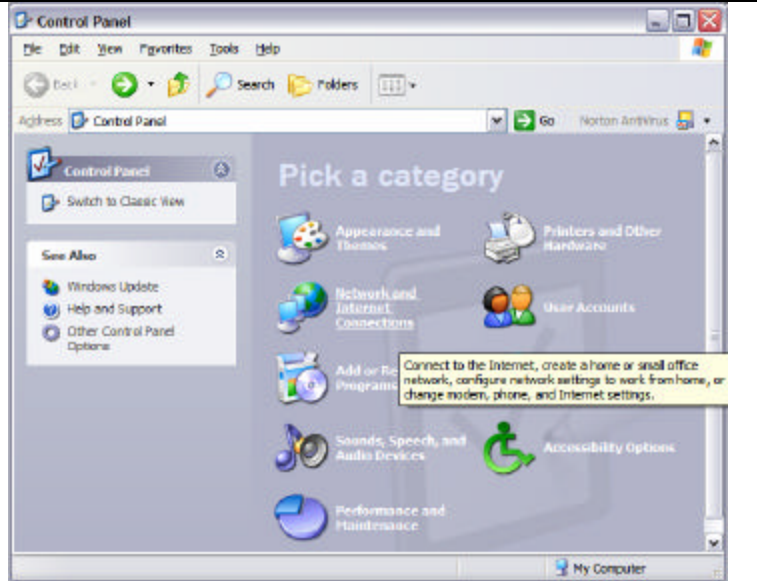 Control Panel
File Edit View Favorites Tools Help
Back Search Folders
Address Control Panel Go Norton AntiVirus
Control Panel
Switch to Classic View
See Also
Windows Update
Help and Support
Other Control Panel
Options
Pick a category
Appearance and
Themes
Printers and Other
Hardware
Network and
Internet
Connections
User Accounts
Add or Re
Programs
Connect to the Internet, create a home or small office
network, configure network settings to work from home, or
change modem, phone, and Internet settings.
Sounds, Speech, and
Audio Devices
Accessibility Options
Performance and
Maintenance
My Computer